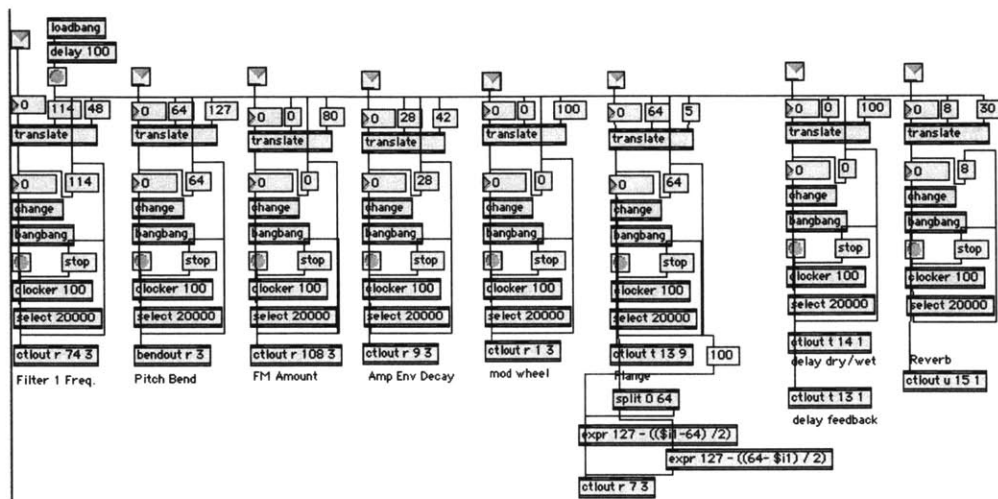 loadbang
delay 100
0 114 48
0 64 127
0 0 80
0 28 42
0 0 100
0 64 5
0 0 100
0 8 30
translate translate translate translate translate translate translate translate
0 114
0 64
0 0
0 28
0 0
0 64
0 0
0 8
change change change change change change change change
bangbang bangbang bangbang bangbang bangbang bangbang bangbang bangbang
stop stop stop stop stop stop stop stop
clocker 100 clocker 100 clocker 100 clocker 100 clocker 100 clocker 100 clocker 100 clocker 100
select 20000 select 20000 select 20000 select 20000 select 20000 select 20000 select 20000 select 20000
ctlout r 74 3
bendout r 3
ctlout r 108 3
ctlout r 9 3
ctlout r 1 3
ctlout t 13 9
100
ctlout t 14 1
Filter 1 Freq.
Pitch Bend
FM Amount
Amp Env Decay
mod wheel
Flange
delay dry/wet
Reverb
ctlout u 15 1
split 0 64
ctlout t 13 1
delay feedback
expr 127 - (($i1-64) /2)
expr 127 - ((64- $i1) / 2)
ctlout r 7 3